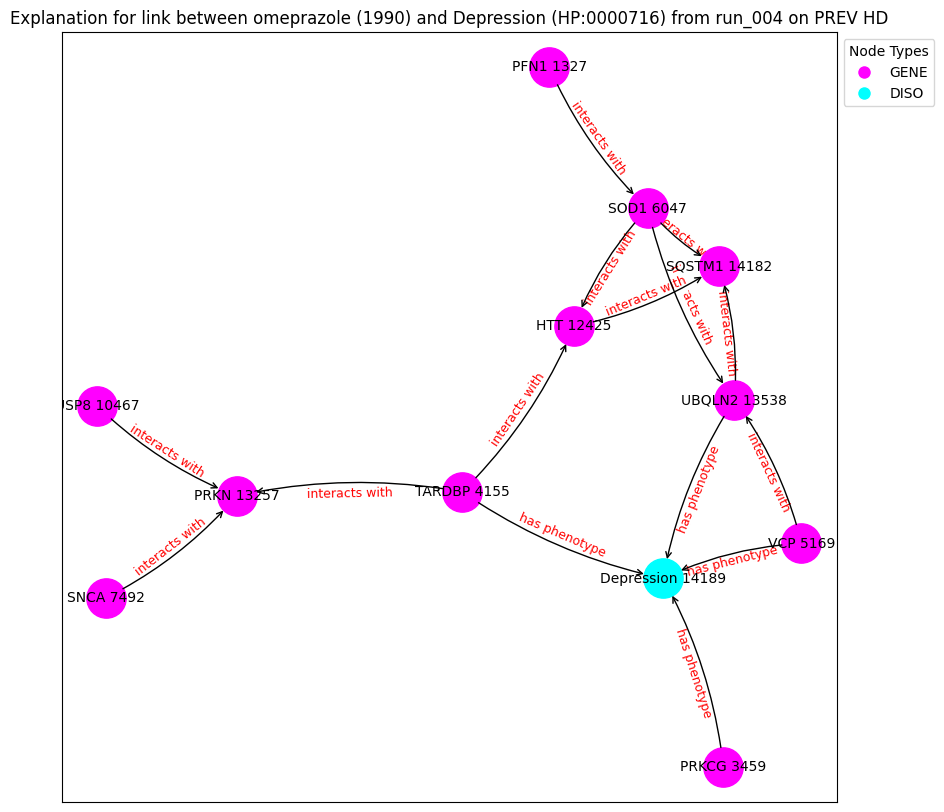 Explanation for link between omeprazole (1990) and Depression (HP:0000716) from run_004 on PREV HD
Node Types
GENE
DISO
PFN1 1327
interacts with
SOD1 6047
SQSTM1 14182
interacts with
interacts with
HTT 12425
acts with
interacts with
interacts with
UBQLN2 13538
10467
interacts with
PRKN 13257
interacts with
TARDBP 4155
has phenotype
has phenotype
interacts with
VCP 5169
has phenotype
Depression 14189
interacts with
SNCA 7492
has phenotype
PRKCG 3459